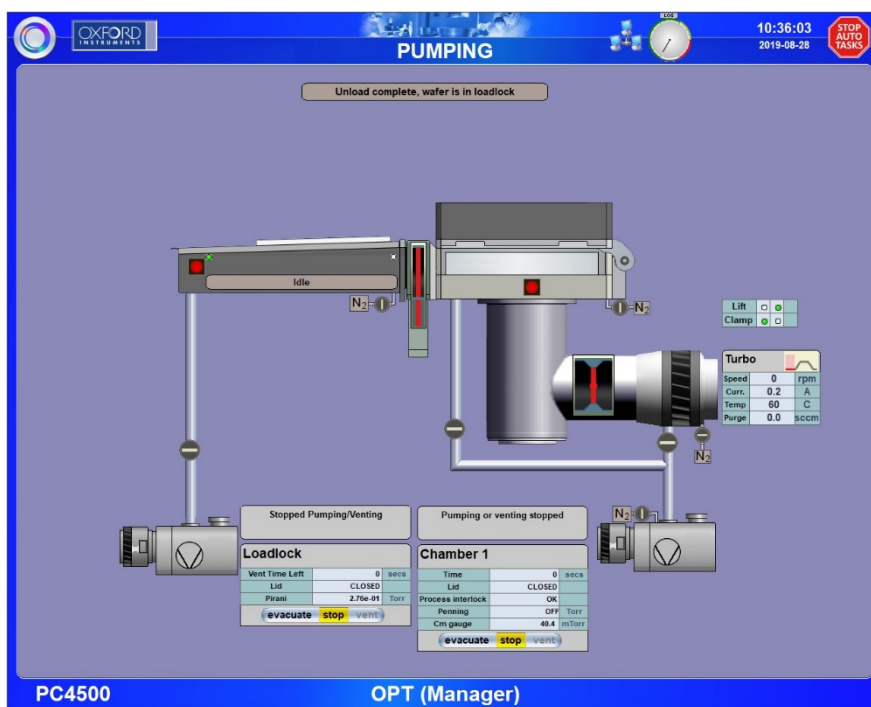 OXFORD
INSTRUMENTS
PUMPING
LOG
10:36:03
2019-08-28
STOP
AUTO
TASKS
Unload complete, wafer is in loadlock
Idle
N2
N2
Lift
Clamp
Turbo
Speed 0 rpm
Curr. 0.2 A
Temp 60 C
Purge 0.0 sccm
N2
N2
Stopped Pumping/Venting
Loadlock
Vent Time Left 0 secs
Lid CLOSED
Pirani 2.76e-01 Torr
evacuate stop vent
Pumping or venting stopped
Chamber 1
Time 0 secs
Lid CLOSED
Process interlock OK
Penning OFF Torr
Cm gauge 40.4 mTorr
evacuate stop vent
PC4500
OPT (Manager)